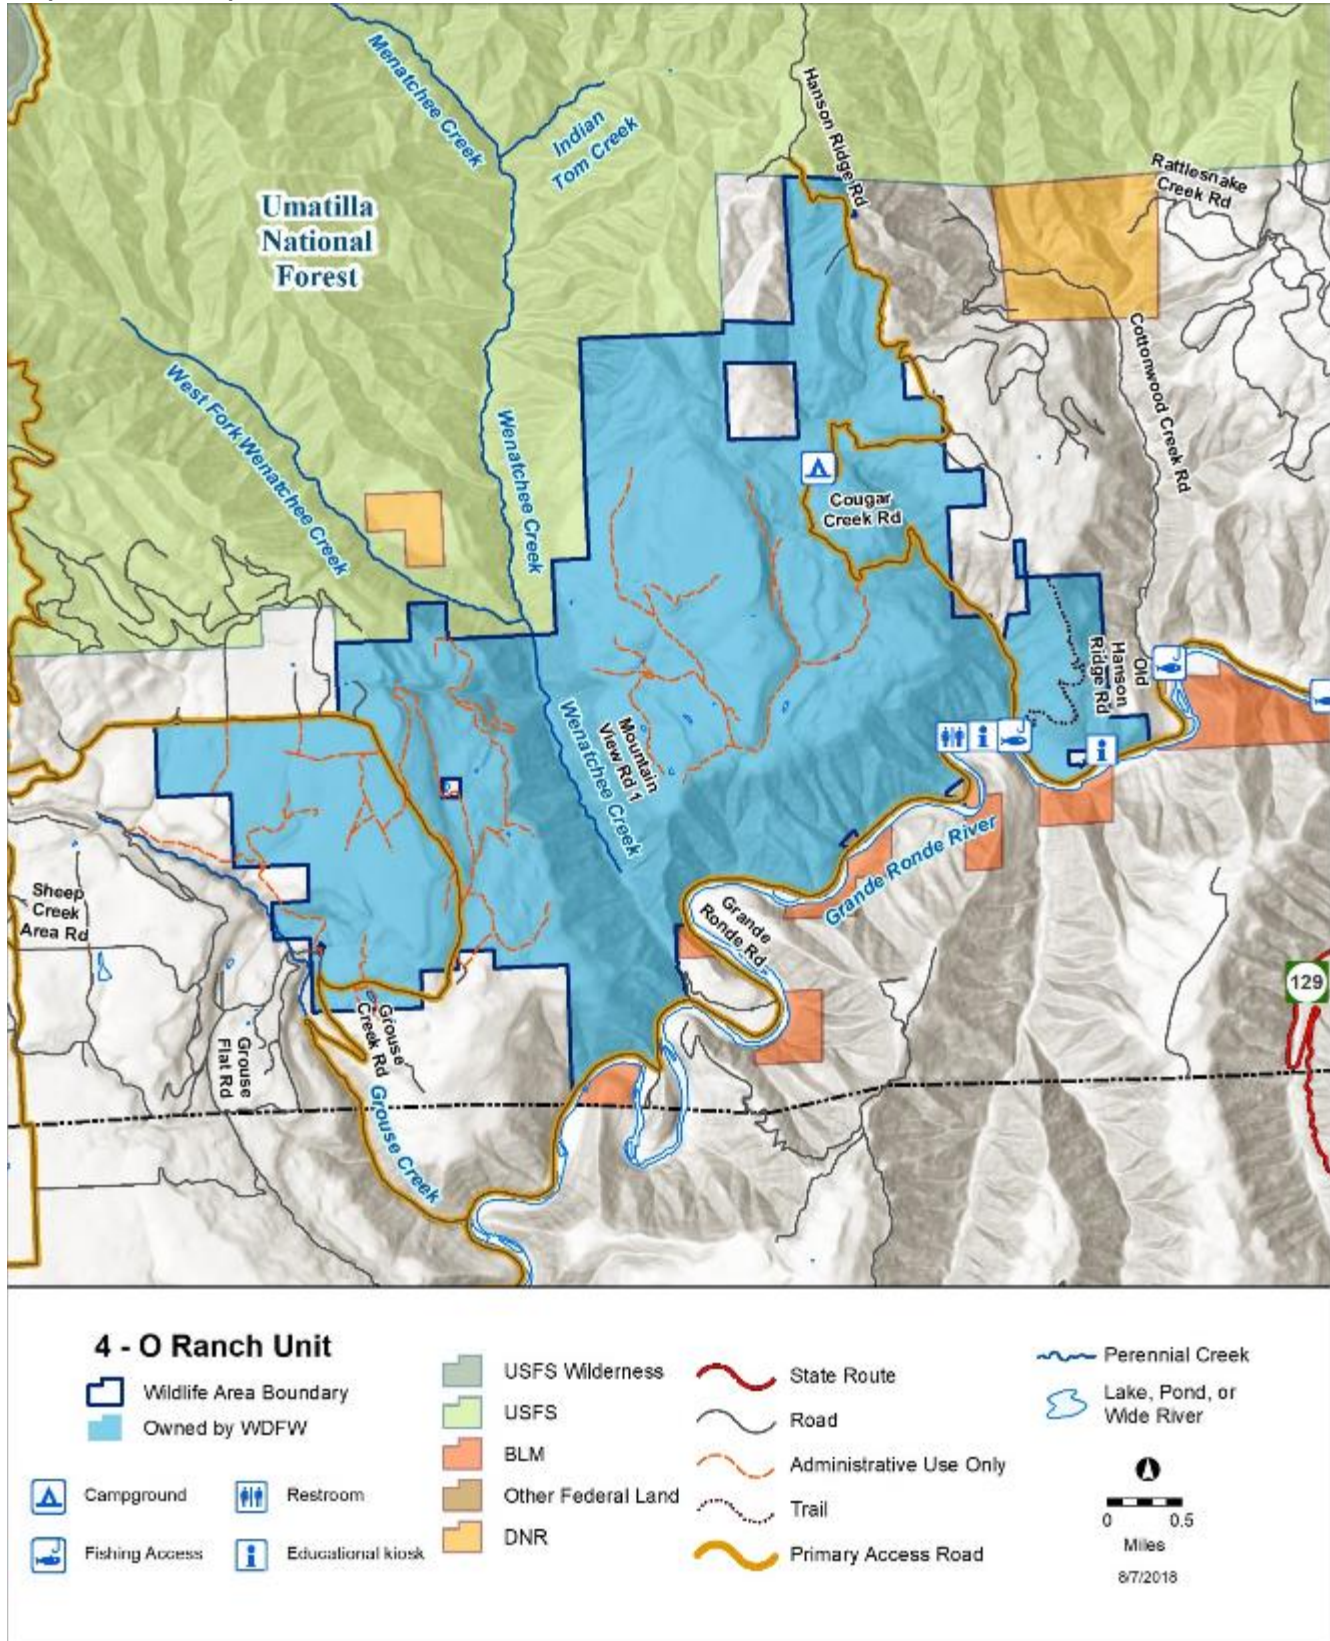 Menatchee Creek
Indian
Tom Creek
Hanson Ridge Rd
Rattlesnake
Creek Rd
Umatilla
National
Forest
West Fork Wenatchee Creek
Wenatchee Creek
Cottonwood Creek Rd
Cougar
Creek Rd
Old
Hanson
Ridge Rd
Mountain
View Rd 1
Wenatchee Creek
Grande Ronde River
Sheep
Creek
Area Rd
Grande
Ronde Rd
129
Grouse
Creek Rd
Grouse
Flat Rd
Grouse Creek
4 - O Ranch Unit
Wildlife Area Boundary
Owned by WDFW
Campground
Restroom
Fishing Access
Educational kiosk
USFS Wilderness
USFS
BLM
Other Federal Land
DNR
State Route
Road
Administrative Use Only
Trail
Primary Access Road
Perennial Creek
Lake, Pond, or
Wide River
0 0.5
Miles
8/7/2018